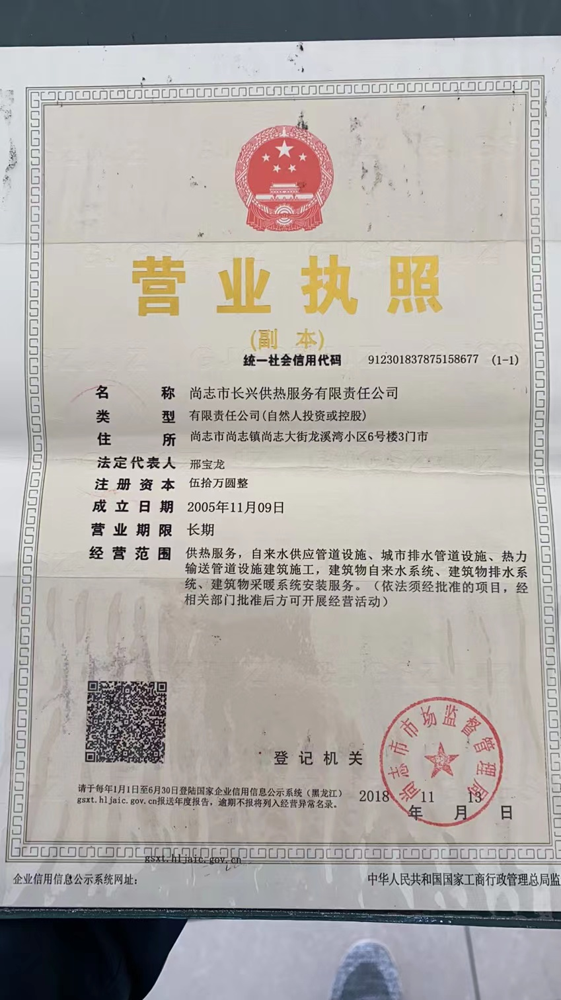 营业执照
(副本)
统一社会信用代码 912301837875158677 (1-1)
名称 尚志市长兴供热服务有限责任公司
类型 有限责任公司(自然人投资或控股)
住所 尚志市尚志镇尚志大街龙溪湾小区6号楼3门市
法定代表人 邢宝龙
注册资本 伍拾万圆整
成立日期 2005年11月09日
营业期限 长期
经营范围 供热服务，自来水供应管道设施、城市排水管道设施、热力
输送管道设施建筑施工，建筑物自来水系统、建筑物排水系
统、建筑物采暖系统安装服务。（依法须经批准的项目，经
相关部门批准后方可开展经营活动）
尚志市市场监督管理局
登记机关
请于每年1月1日至6月30日登陆国家企业信用信息公示系统（黑龙江）
gsxt.hljaic.gov.cn报送年度报告，逾期不报将列入经营异常名录。
2018年11月13日
gsxt.hljaic.gov.cn
企业信用信息公示系统网址：
中华人民共和国国家工商行政管理总局监